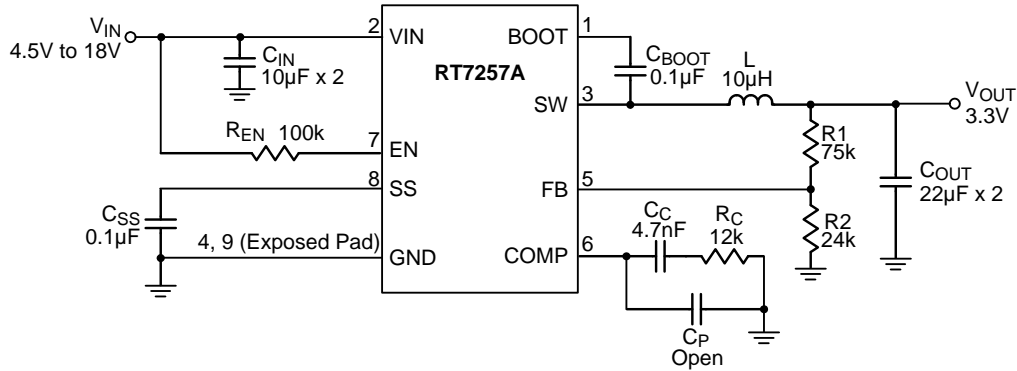 VIN
4.5V to 18V
CIN
10µF x 2
REN 100k
CSS
0.1µF
4, 9 (Exposed Pad)
2
7
8
RT7257A
VIN
EN
SS
GND
BOOT
SW
FB
COMP
1
3
5
6
CBOOT
0.1µF
L
10µH
VOUT
3.3V
R1
75k
R2
24k
COUT
22µF x 2
CC
4.7nF
RC
12k
CP
Open